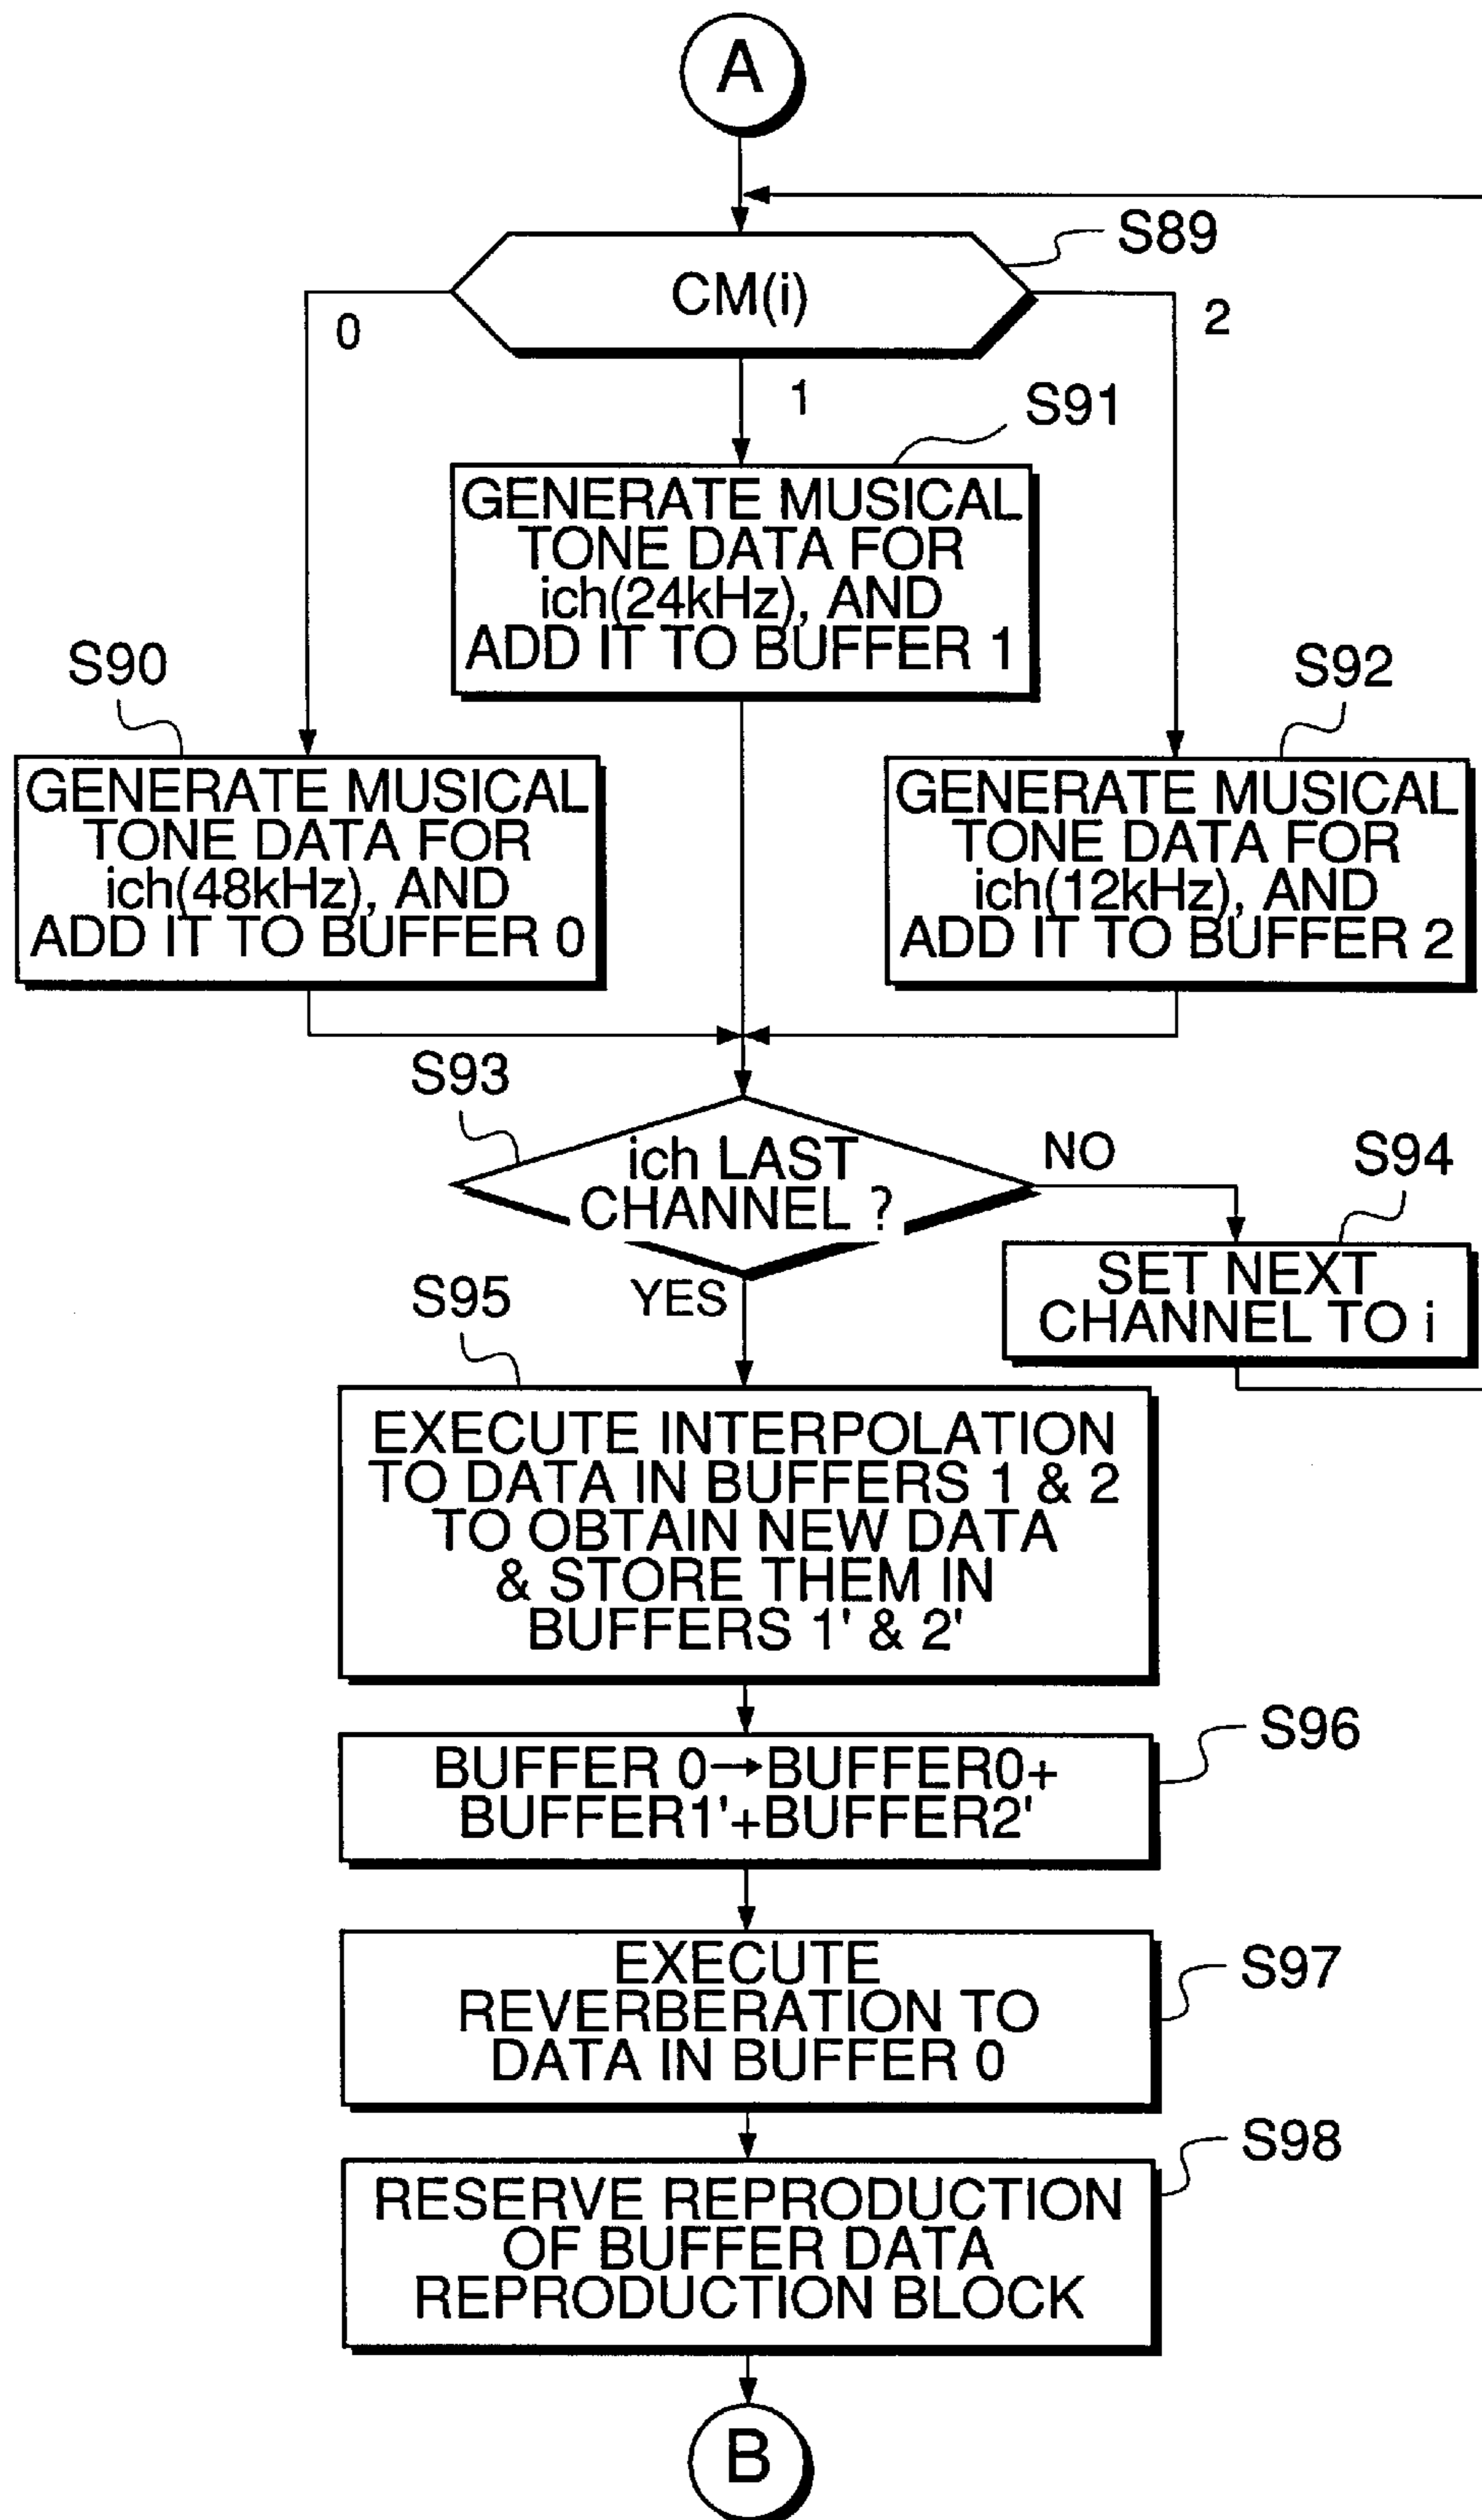 A
S89
CM(i)
0
2
1
S91
GENERATE MUSICAL
TONE DATA FOR
ich(24kHz), AND
ADD IT TO BUFFER 1
S90
S92
GENERATE MUSICAL
TONE DATA FOR
ich(48kHz), AND
ADD IT TO BUFFER 0
GENERATE MUSICAL
TONE DATA FOR
ich(12kHz), AND
ADD IT TO BUFFER 2
S93
ich LAST
CHANNEL ?
NO
S94
SET NEXT
CHANNEL TO i
YES
S95
EXECUTE INTERPOLATION
TO DATA IN BUFFERS 1 & 2
TO OBTAIN NEW DATA
& STORE THEM IN
BUFFERS 1' & 2'
S96
BUFFER 0→BUFFER0+
BUFFER1'+BUFFER2'
S97
EXECUTE
REVERBERATION TO
DATA IN BUFFER 0
S98
RESERVE REPRODUCTION
OF BUFFER DATA
REPRODUCTION BLOCK
B